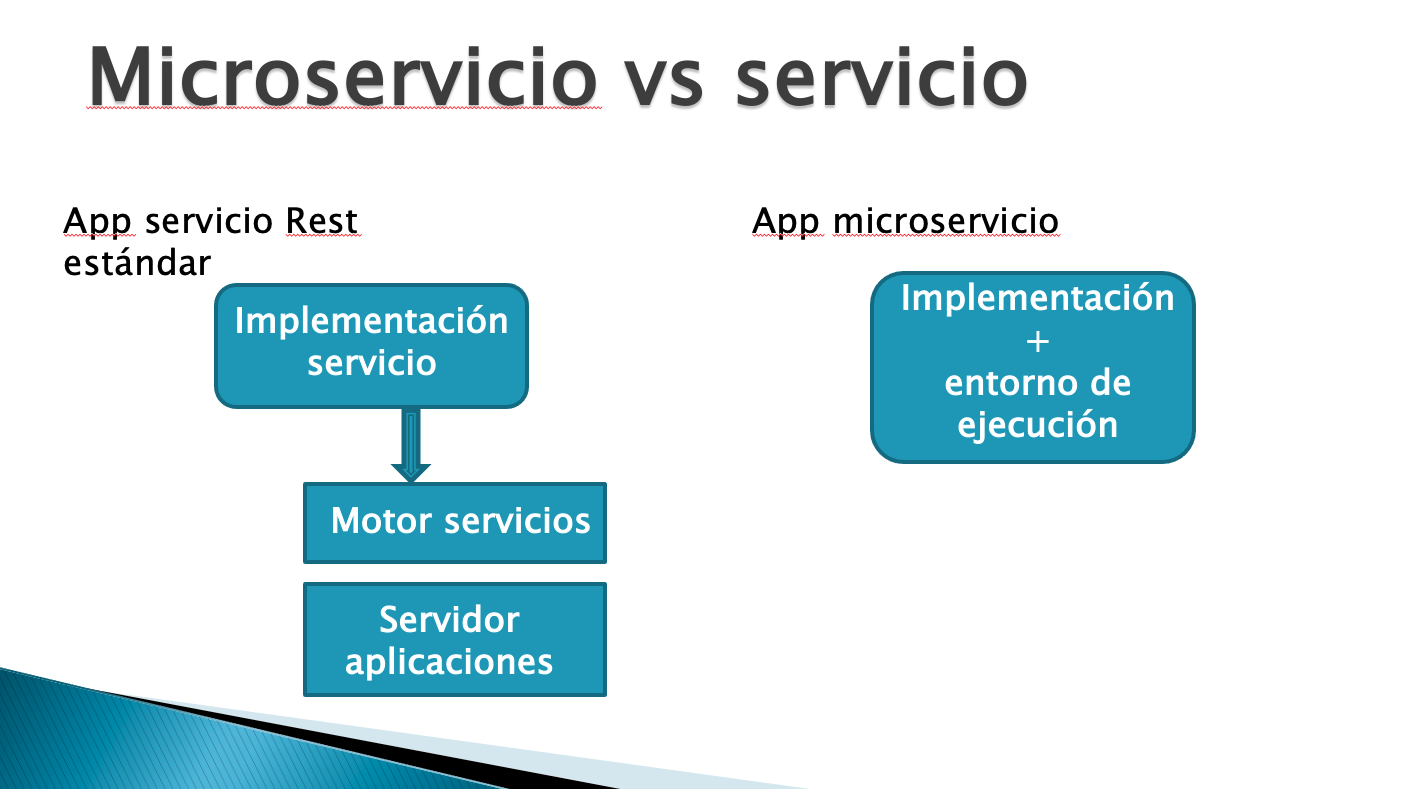 Microservicio vs servicio
App servicio Rest
estándar
Implementación
servicio
Motor servicios
Servidor
aplicaciones
App microservicio
Implementación
+
entorno de
ejecución